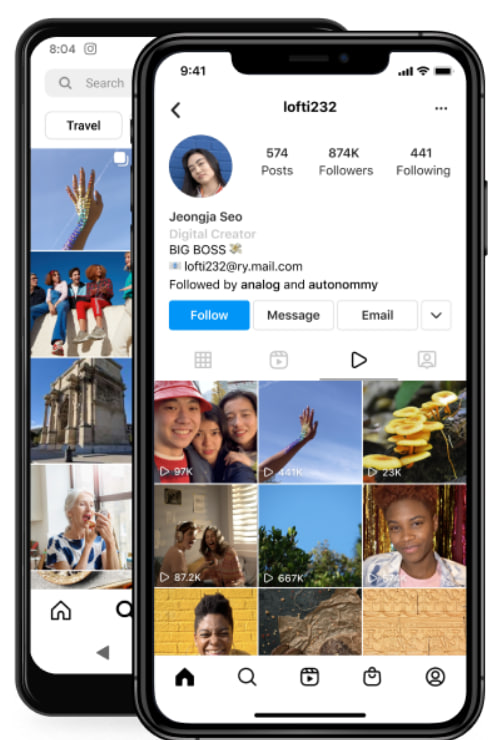 8:04
Search
Travel
9:41
lofti232
...
574 874K 441
Posts Followers Following
Jeongja Seo
Digital Creator
BIG BOSS 💸
📧 lofti232@ry.mail.com
Followed by analog and autonommy
Follow Message Email
97K 441K 23K
87.2K 667K